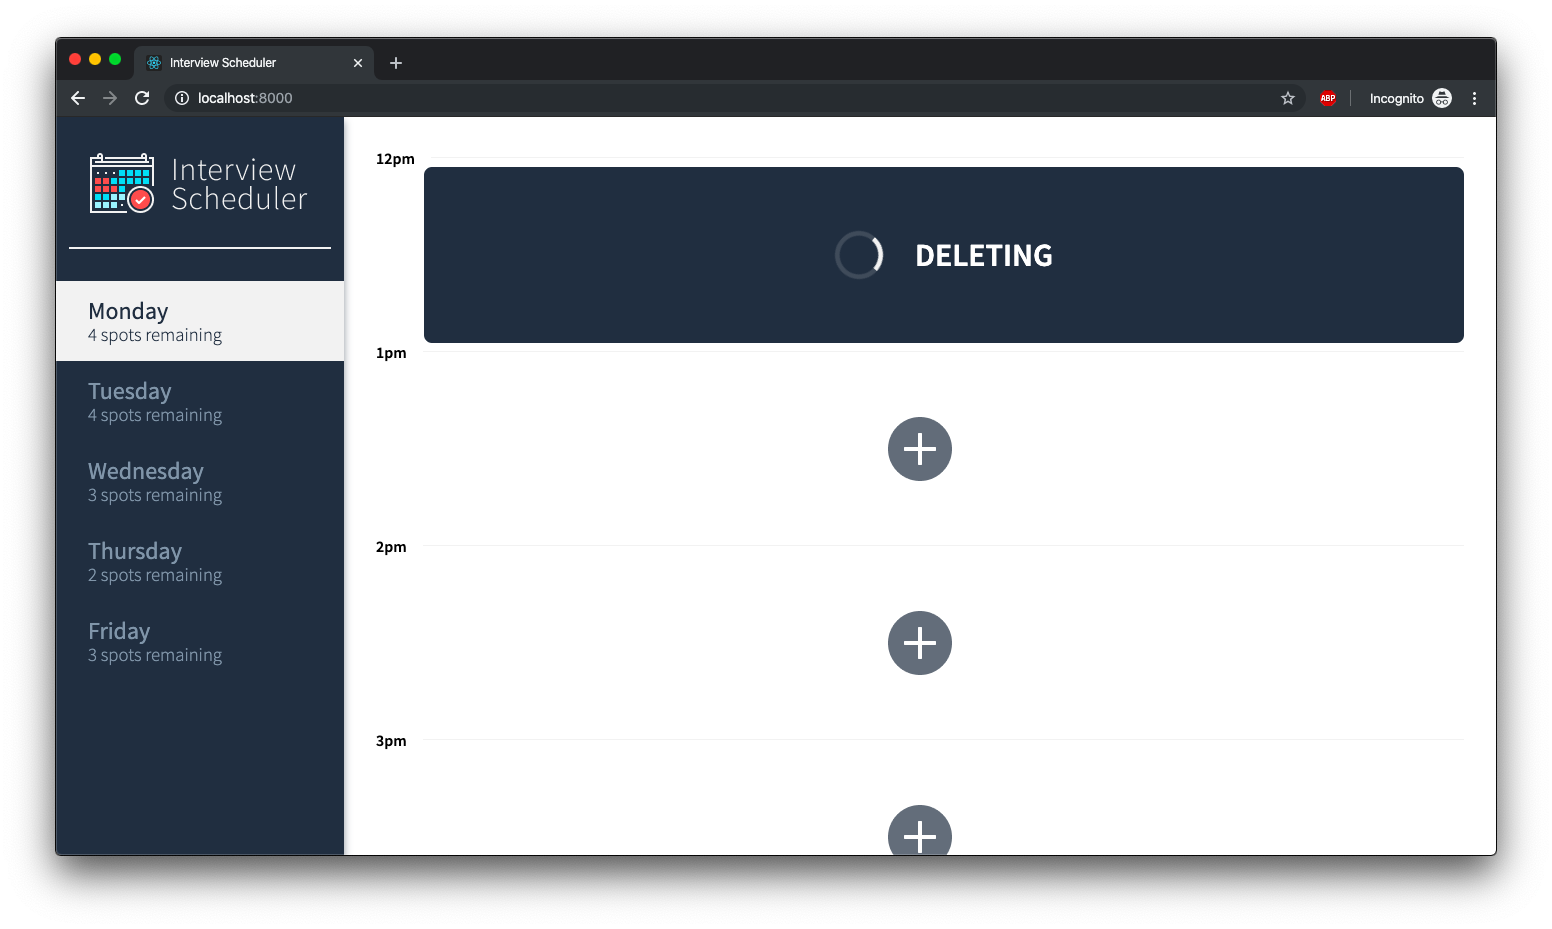 Interview Scheduler
localhost:8000
ABP
Incognito
Interview
Scheduler
Monday
4 spots remaining
Tuesday
4 spots remaining
Wednesday
3 spots remaining
Thursday
2 spots remaining
Friday
3 spots remaining
12pm
DELETING
1pm
2pm
3pm